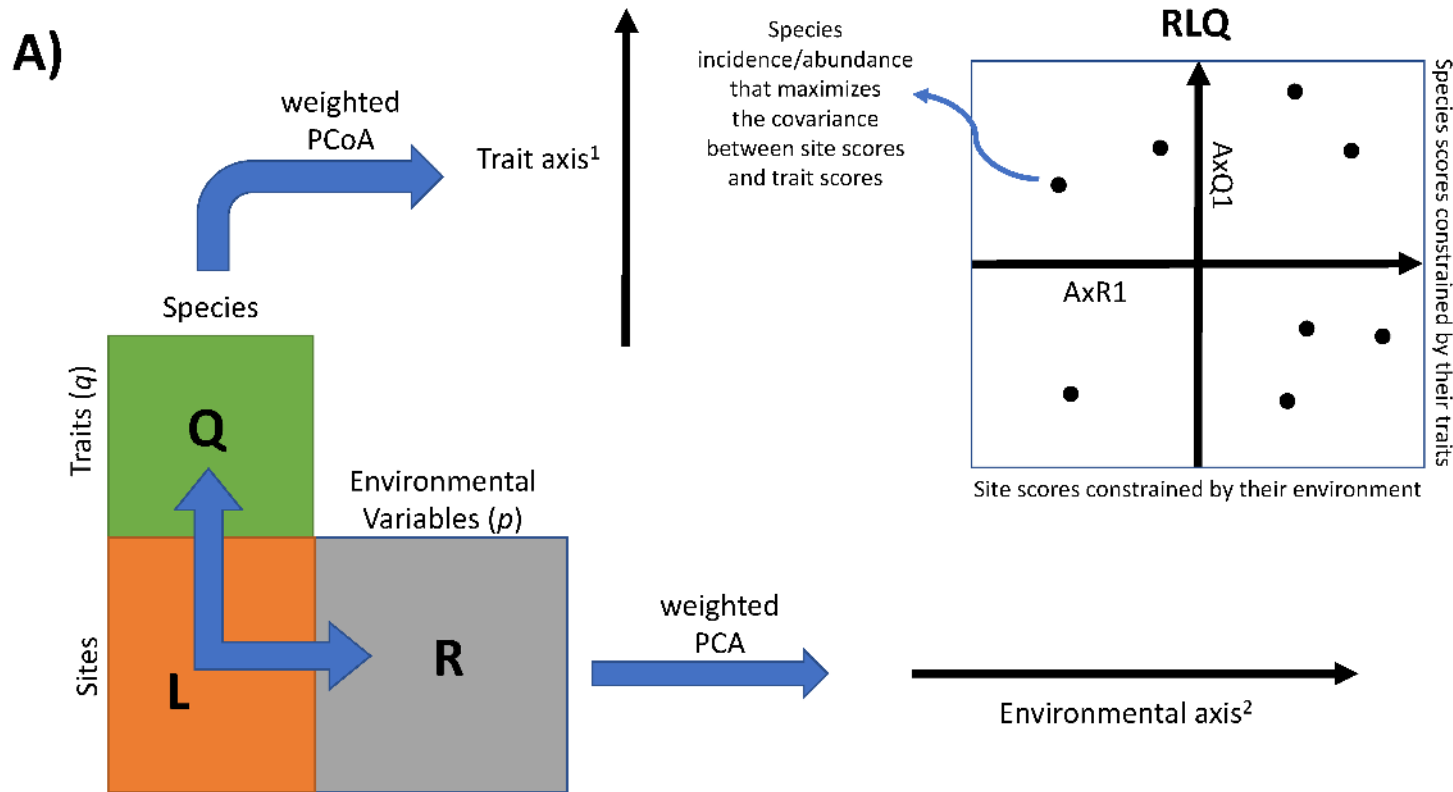 A)
weighted
PCoA
Trait axis¹
Species
incidence/abundance
that maximizes
the covariance
between site scores
and trait scores
RLQ
AxQ1
AxR1
Species scores constrained by their traits
Site scores constrained by their environment
Species
Traits (q)
Q
Environmental
Variables (p)
Sites
L
R
weighted
PCA
Environmental axis²